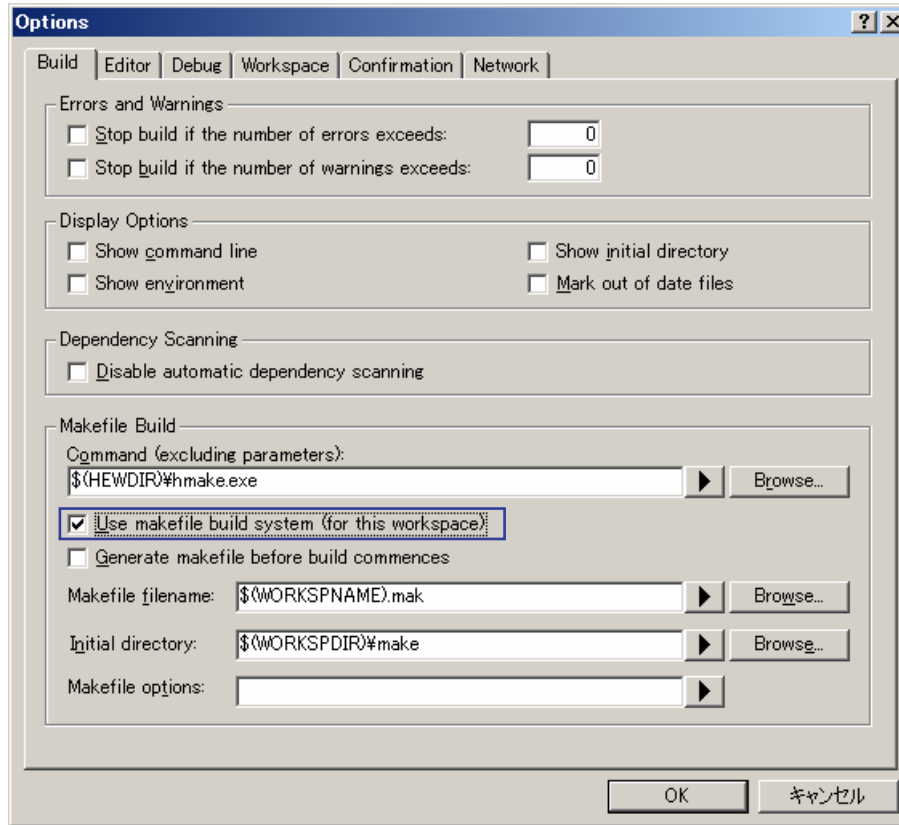 Options
Build Editor Debug Workspace Confirmation Network
Errors and Warnings
Stop build if the number of errors exceeds: 0
Stop build if the number of warnings exceeds: 0
Display Options
Show command line Show initial directory
Show environment Mark out of date files
Dependency Scanning
Disable automatic dependency scanning
Makefile Build
Command (excluding parameters):
$(HEWDIR)¥hmake.exe Browse...
Use makefile build system (for this workspace)
Generate makefile before build commences
Makefile filename: $(WORKSPNAME).mak Browse...
Initial directory: $(WORKSPDIR)¥make Browse...
Makefile options:
OK キャンセル